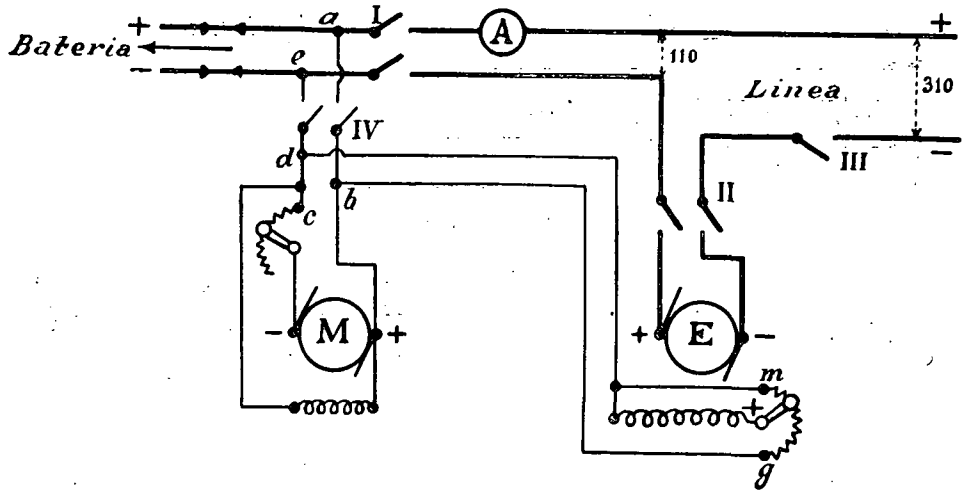 + a I A +
Bateria e 110 Linea 310
−
IV III −
d b II
c
− M + + E −
m
+
g